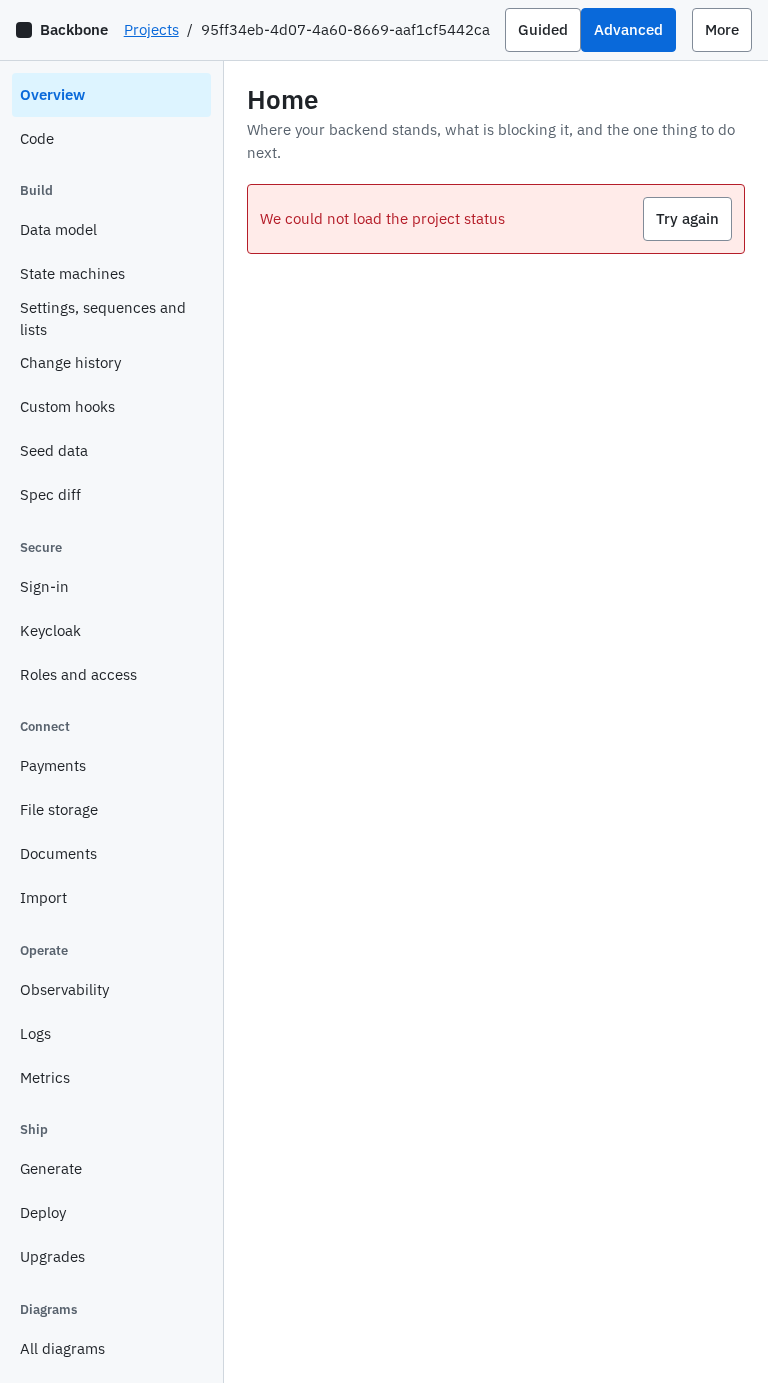 Backbone Projects / 95ff34eb-4d07-4a60-8669-aaf1cf5442ca Guided Advanced More
Overview
Code
Build
Data model
State machines
Settings, sequences and
lists
Change history
Custom hooks
Seed data
Spec diff
Secure
Sign-in
Keycloak
Roles and access
Connect
Payments
File storage
Documents
Import
Operate
Observability
Logs
Metrics
Ship
Generate
Deploy
Upgrades
Diagrams
All diagrams
Home
Where your backend stands, what is blocking it, and the one thing to do
next.
We could not load the project status Try again